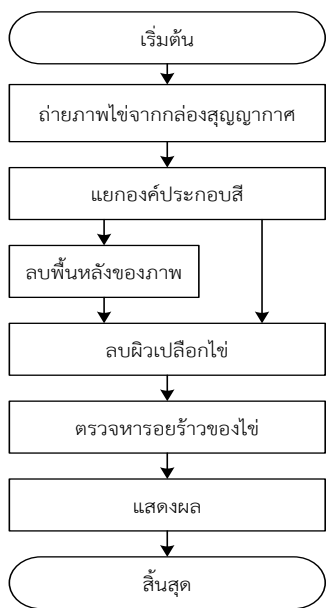 เริ่มต้น
ถ่ายภาพไข่จากกล่องสุญญากาศ
แยกองค์ประกอบสี
ลบพื้นหลังของภาพ
ลบผิวเปลือกไข่
ตรวจหารอยร้าวของไข่
แสดงผล
สิ้นสุด